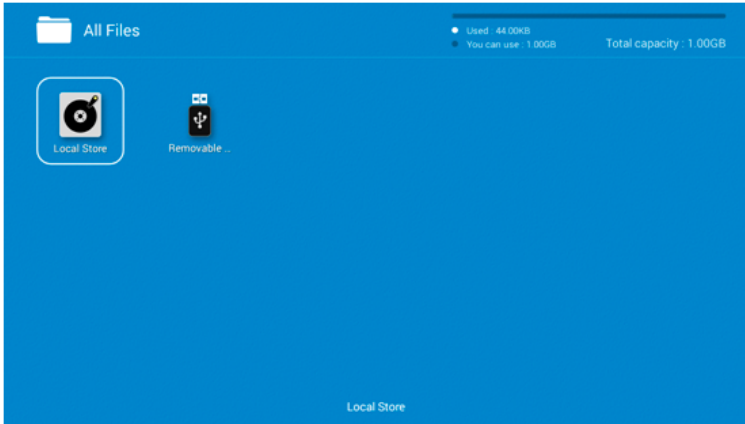 All Files
Used : 44.00KB
You can use : 1.00GB
Total capacity : 1.00GB
Local Store
Removable ...
Local Store